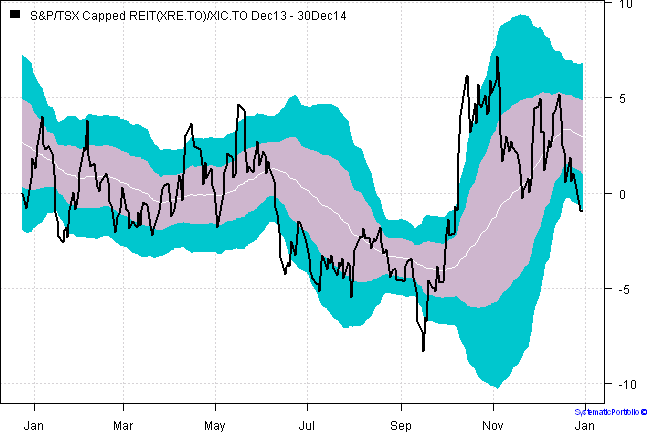 S&P/TSX Capped REIT(XRE.TO)/XIC.TO Dec13 - 30Dec14
10
5
0
-5
-10
Jan Mar May Jul Sep Nov Jan
SystematicPortfolio ©